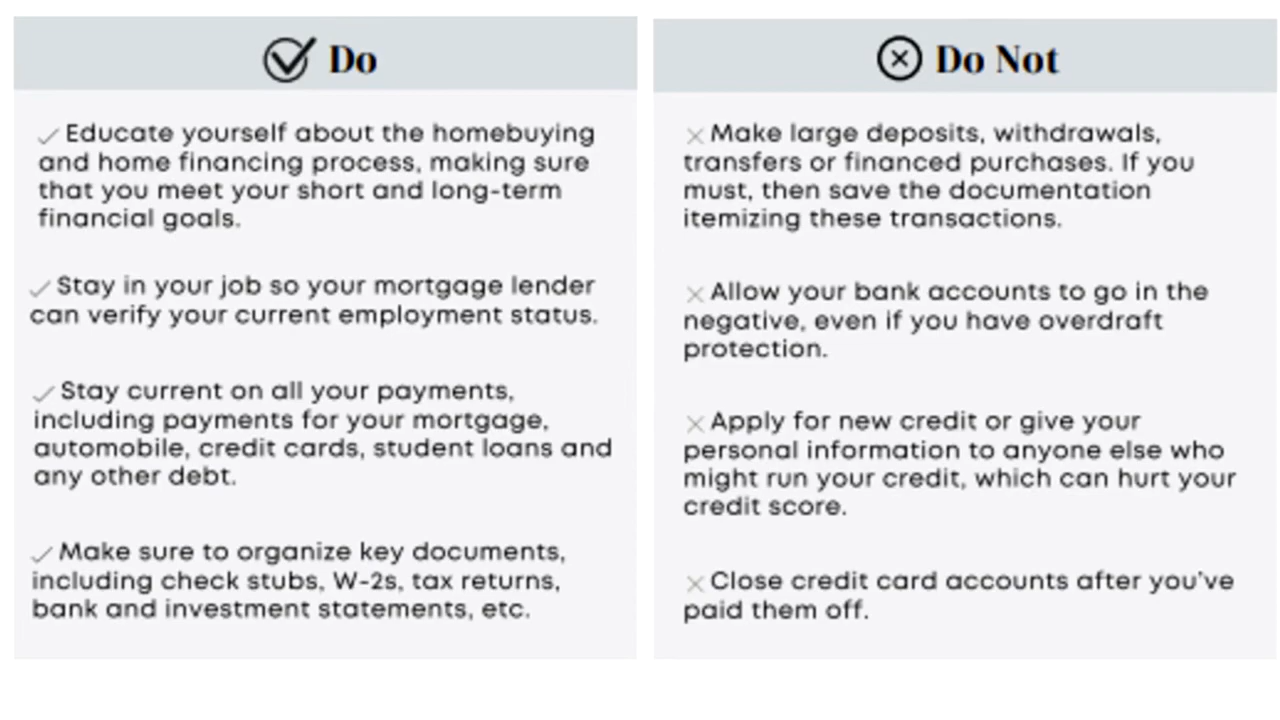 Do
Educate yourself about the homebuying
and home financing process, making sure
that you meet your short and long-term
financial goals.
Stay in your job so your mortgage lender
can verify your current employment status.
Stay current on all your payments,
including payments for your mortgage,
automobile, credit cards, student loans and
any other debt.
Make sure to organize key documents,
including check stubs, W-2s, tax returns,
bank and investment statements, etc.
Do Not
Make large deposits, withdrawals,
transfers or financed purchases. If you
must, then save the documentation
itemizing these transactions.
Allow your bank accounts to go in the
negative, even if you have overdraft
protection.
Apply for new credit or give your
personal information to anyone else who
might run your credit, which can hurt your
credit score.
Close credit card accounts after you've
paid them off.